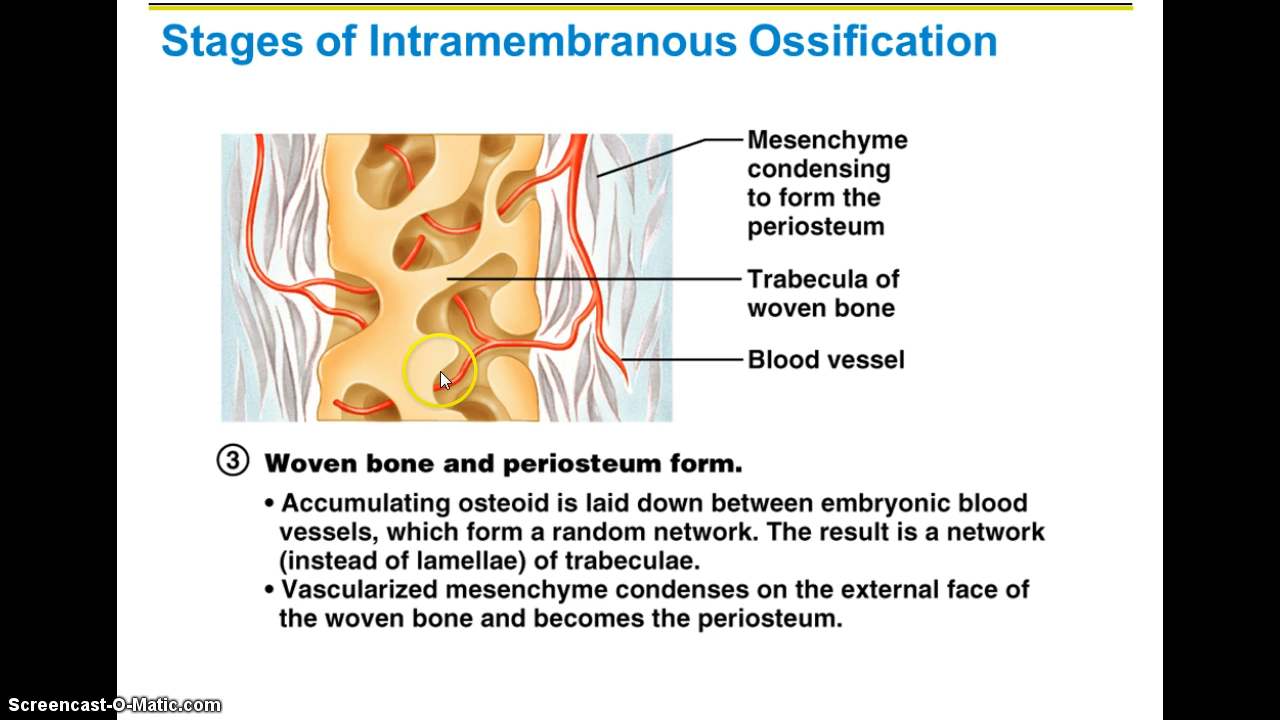 Stages of Intramembranous Ossification
Mesenchyme
condensing
to form the
periosteum
Trabecula of
woven bone
Blood vessel
3 Woven bone and periosteum form.
• Accumulating osteoid is laid down between embryonic blood
vessels, which form a random network. The result is a network
(instead of lamellae) of trabeculae.
• Vascularized mesenchyme condenses on the external face of
the woven bone and becomes the periosteum.
Screencast-O-Matic.com